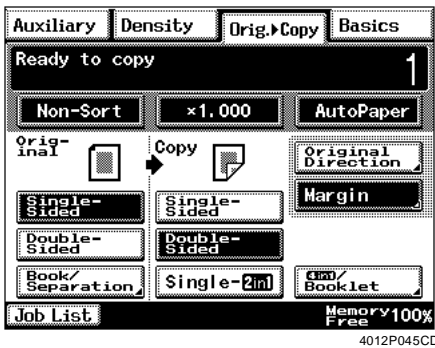 Auxiliary Density Orig.▸Copy Basics
Ready to copy 1
Non-Sort ×1.000 AutoPaper
Orig-
inal
Copy
Original
Direction
Single-
Sided
Single-
Sided
Margin
Double-
Sided
Double-
Sided
Book/
Separation
Single-2in1
4in1/
Booklet
Job List
Memory
Free 100%
4012P045CD